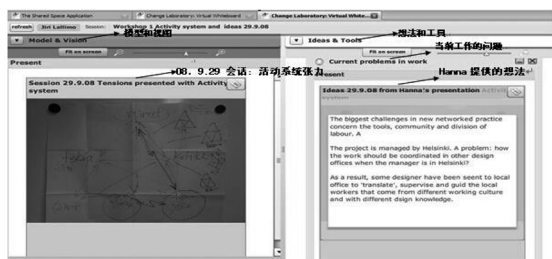 The Shared Space Application
Change Laboratory: Virtual Whiteboard
Change Laboratory: Virtual White...
refresh Jiri Lallimo Session: Workshop 1 Activity system and ideas 29.9.08
Model & Vision
模型和视图
Fit on screen
Present
08. 9.29 会话：活动系统张力
Session 29.9.08 Tensions presented with Activity system
Ideas & Tools
想法和工具
Fit on screen
当前工作的问题
Current problems in work
Present
Hanna 提供的想法
Ideas 29.9.08 from Hanna's presentation
The biggest challenges in new networked practice
concern the tools, community and division of
labour. A
The project is managed by Helsinki. A problem: how
the work should be coordinated in other design
offices when the manager is in Helsinki?
As a result, some designer have been seent to local
office to 'translate', supervise and guid the local
workers that come from different working culture
and with different dsign knowledge.